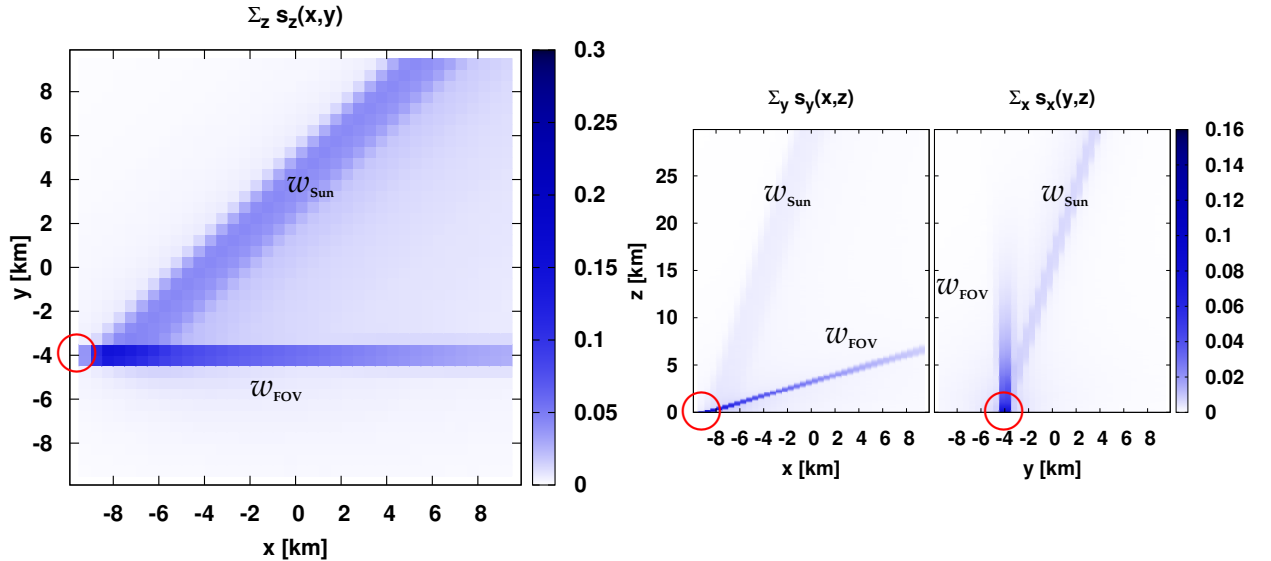 Σz sz(x,y)
0.3
0.25
0.2
0.15
0.1
0.05
0
8
6
4
2
0
-2
-4
-6
-8
y [km]
wSun
wFOV
-8 -6 -4 -2 0 2 4 6 8
x [km]
Σy sy(x,z)
Σx sx(y,z)
25
20
15
10
5
0
z [km]
wSun
wFOV
wSun
wFOV
0.16
0.14
0.12
0.1
0.08
0.06
0.04
0.02
0
-8 -6 -4 -2 0 2 4 6 8
-8 -6 -4 -2 0 2 4 6 8
x [km]
y [km]